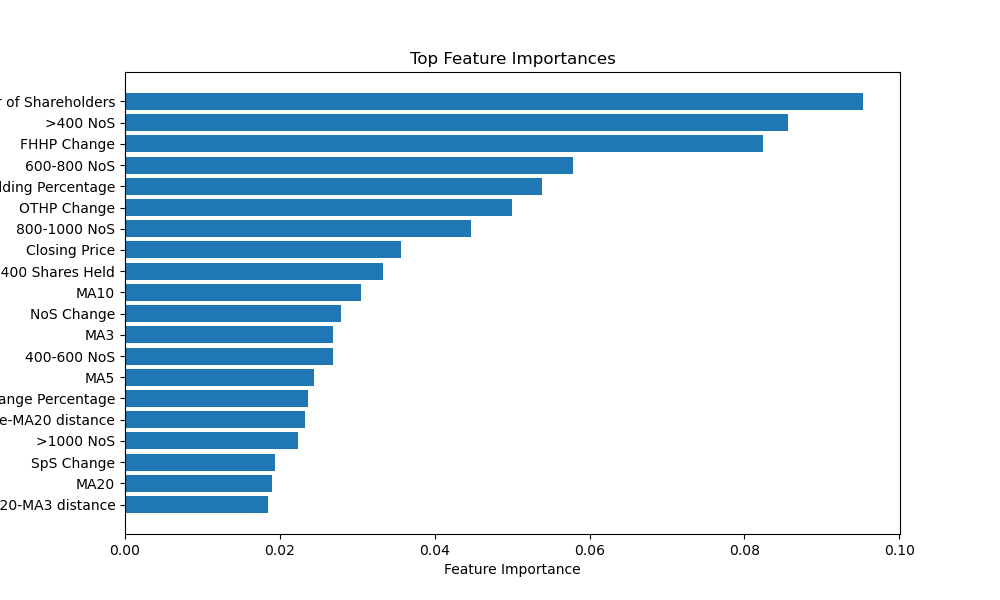 Top Feature Importances
r of Shareholders
>400 NoS
FHHP Change
600-800 NoS
lding Percentage
OTHP Change
800-1000 NoS
Closing Price
400 Shares Held
MA10
NoS Change
MA3
400-600 NoS
MA5
ange Percentage
e-MA20 distance
>1000 NoS
SpS Change
MA20
20-MA3 distance
0.00 0.02 0.04 0.06 0.08 0.10
Feature Importance